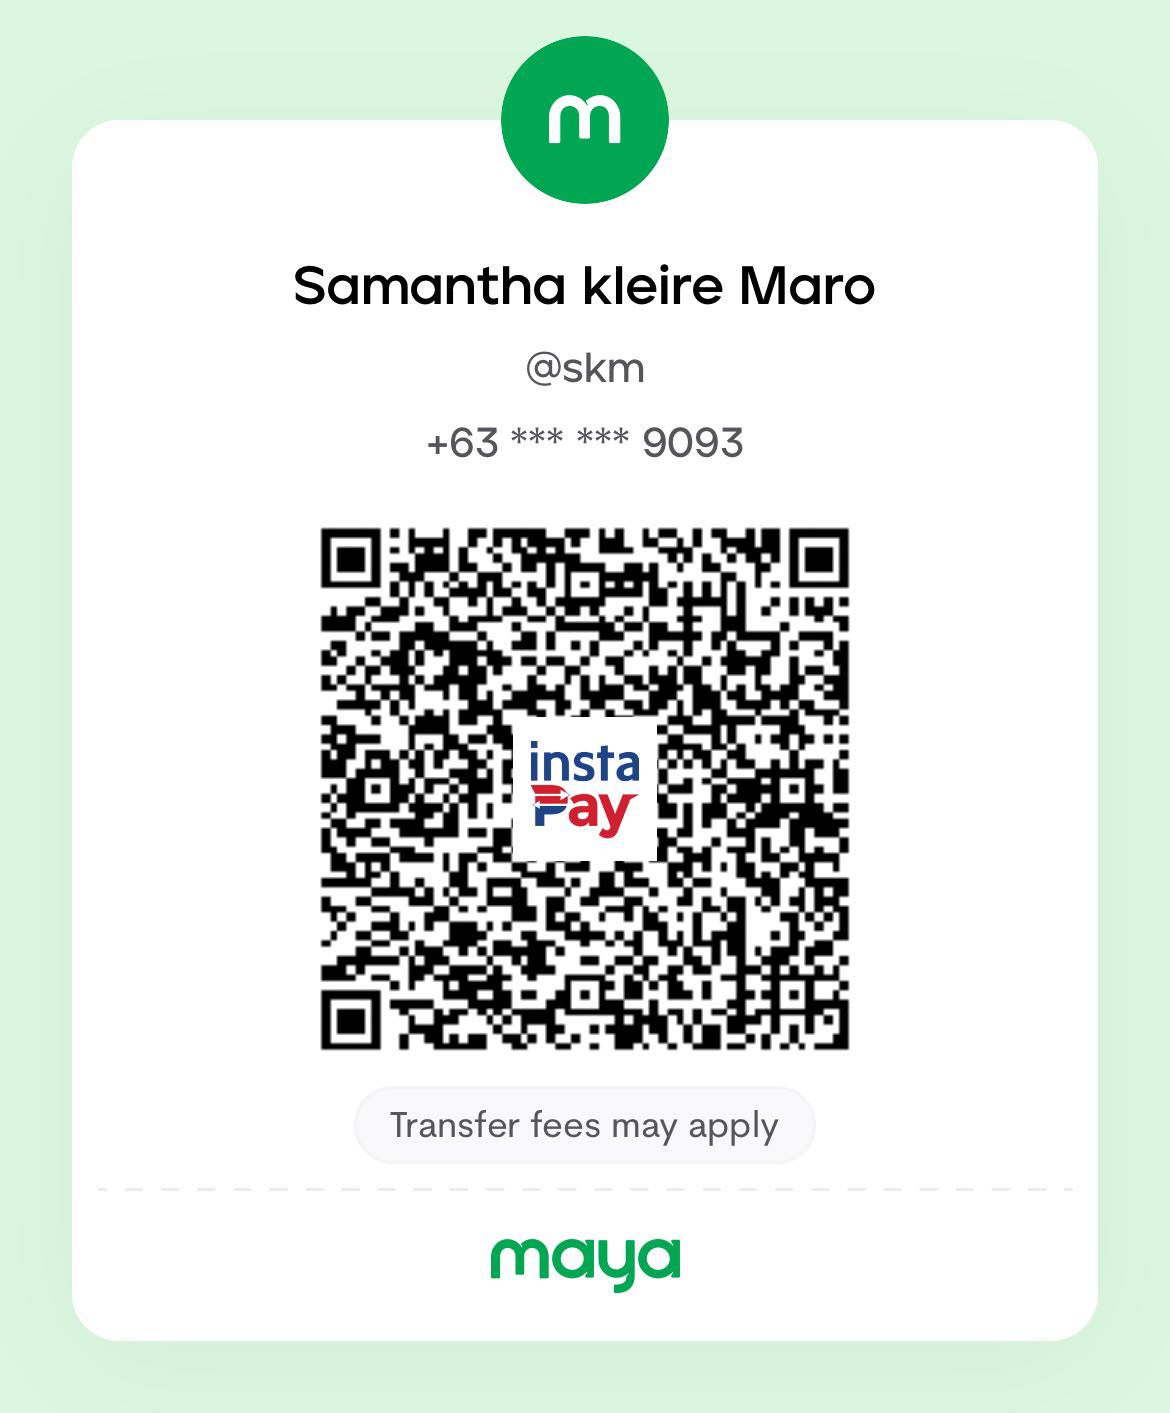 m
Samantha kleire Maro
@skm
+63 *** *** 9093
insta
Pay
Transfer fees may apply
maya